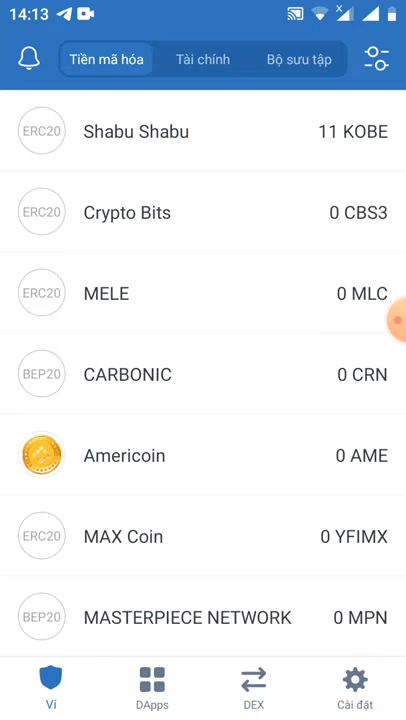 14:13
Tiền mã hóa Tài chính Bộ sưu tập
ERC20 Shabu Shabu 11 KOBE
ERC20 Crypto Bits 0 CBS3
ERC20 MELE 0 MLC
BEP20 CARBONIC 0 CRN
Americoin 0 AME
ERC20 MAX Coin 0 YFIMX
BEP20 MASTERPIECE NETWORK 0 MPN
Ví DApps DEX Cài đặt